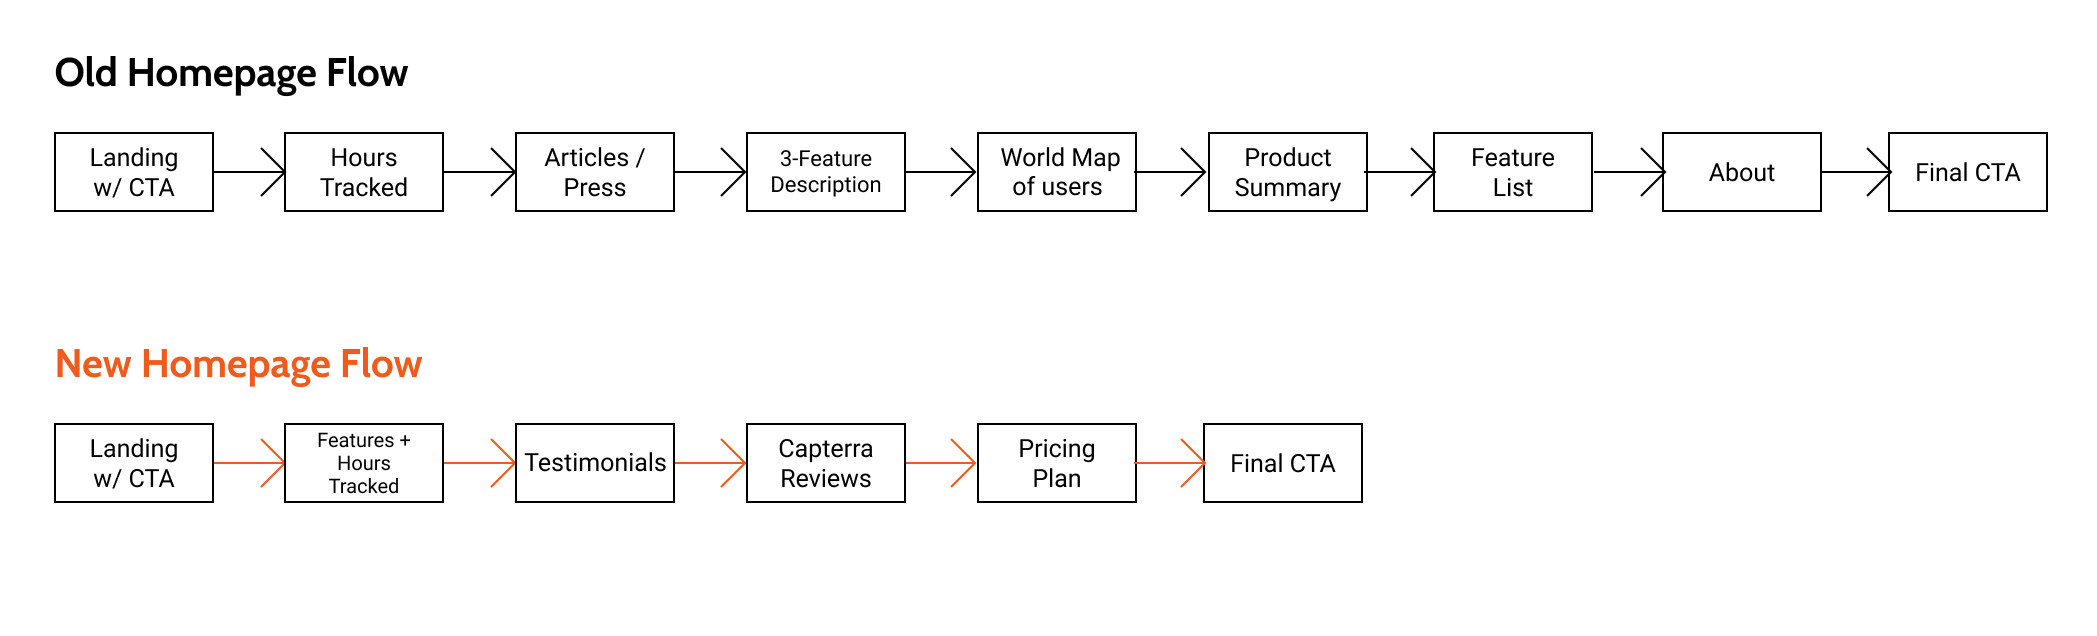 Old Homepage Flow
Landing
w/ CTA
Hours
Tracked
Articles /
Press
3-Feature
Description
World Map
of users
Product
Summary
Feature
List
About
Final CTA
New Homepage Flow
Landing
w/ CTA
Features +
Hours
Tracked
Testimonials
Capterra
Reviews
Pricing
Plan
Final CTA